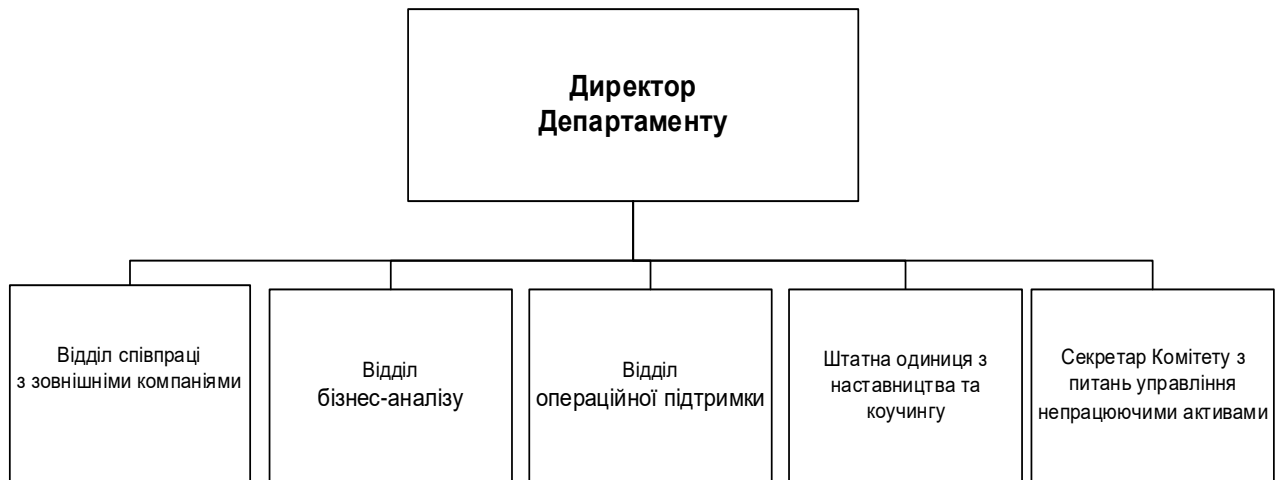 Директор
Департаменту
Відділ співпраці
з зовнішніми компаніями
Відділ
бізнес-аналізу
Відділ
операційної підтримки
Штатна одиниця з
наставництва та
коучингу
Секретар Комітету з
питань управління
непрацюючими активами